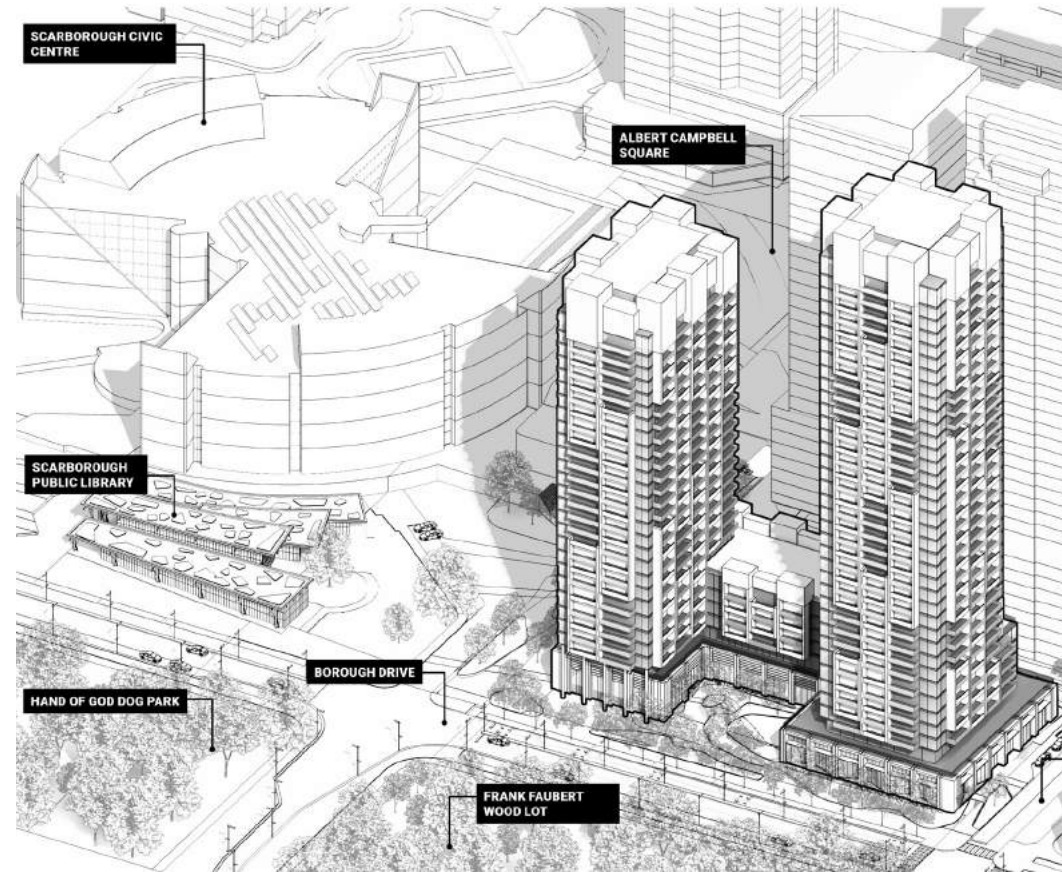 SCARBOROUGH CIVIC
CENTRE
ALBERT CAMPBELL
SQUARE
SCARBOROUGH
PUBLIC LIBRARY
BOROUGH DRIVE
HAND OF GOD DOG PARK
FRANK FAUBERT
WOOD LOT